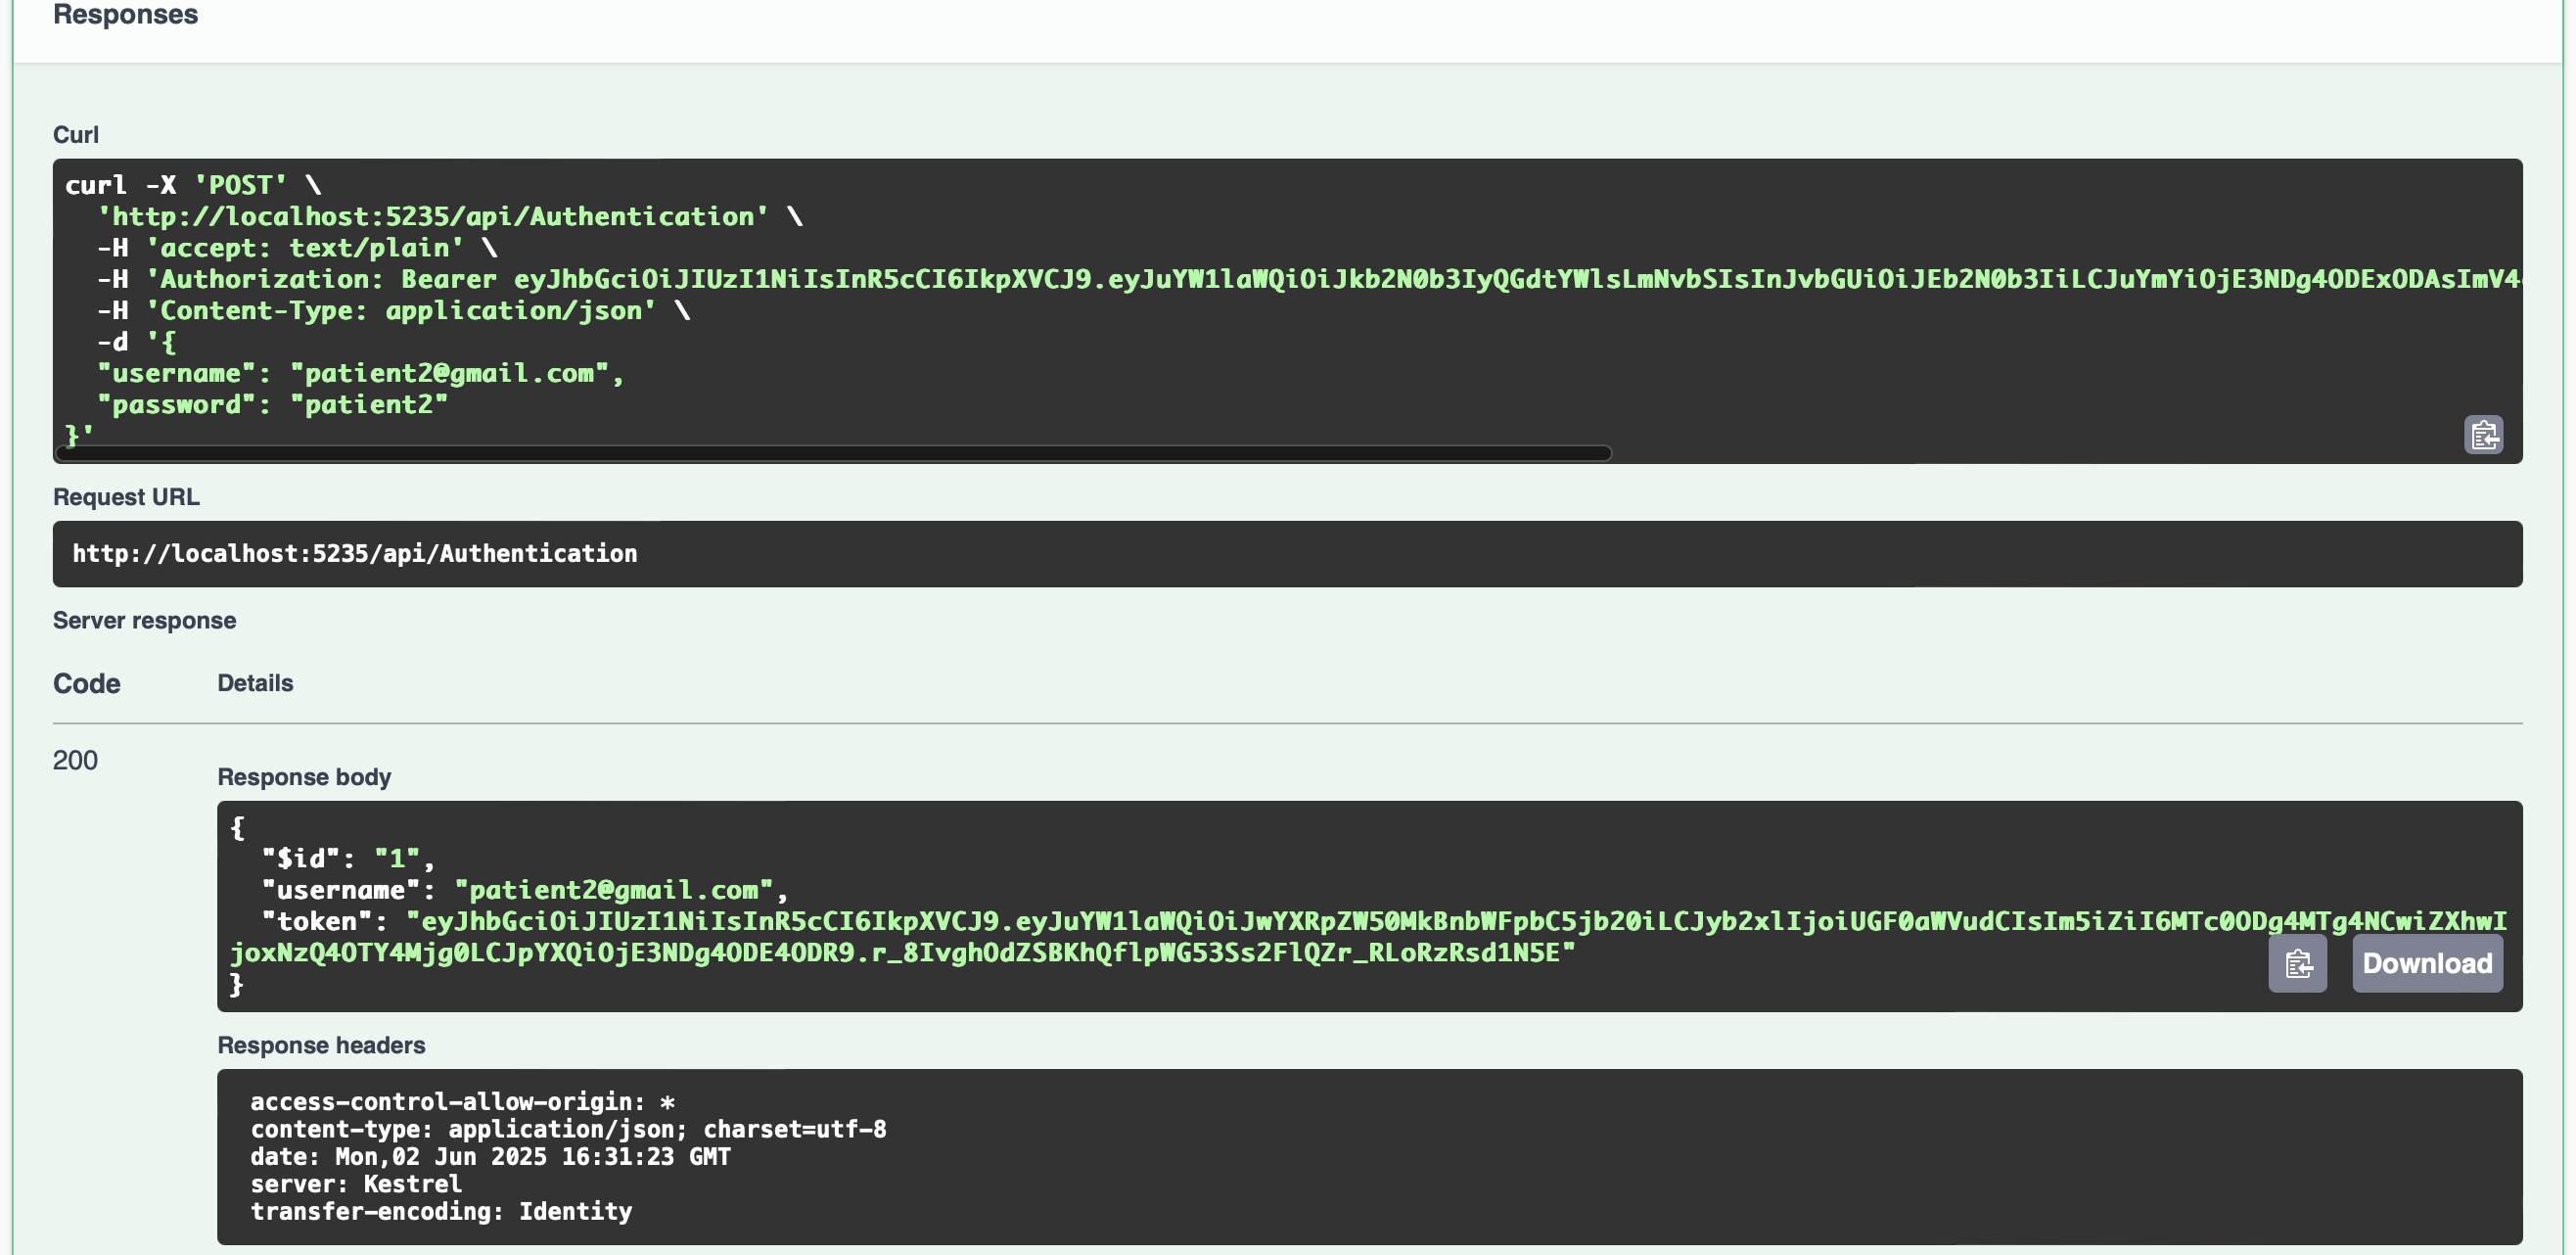 Responses
Curl
curl -X 'POST' \
'http://localhost:5235/api/Authentication' \
-H 'accept: text/plain' \
-H 'Authorization: Bearer eyJhbGciOiJIUzI1NiIsInR5cCI6IkpXVCJ9.eyJuYW1laWQiOiJkb2N0b3IyQGdtYWlsLmNvbSIsInJvbGUiOiJEb2N0b3IiLCJuYmYiOjE3NDg4ODExODAsImV4
-H 'Content-Type: application/json' \
-d '{
"username": "patient2@gmail.com",
"password": "patient2"
}'
Request URL
http://localhost:5235/api/Authentication
Server response
Code Details
200
Response body
{
"$id": "1",
"username": "patient2@gmail.com",
"token": "eyJhbGciOiJIUzI1NiIsInR5cCI6IkpXVCJ9.eyJuYW1laWQiOiJwYXRpZW50MkBnbWFpbC5jb20iLCJyb2xlIjoiUGF0aWVudCIsIm5iZiI6MTc0ODg4MTg4NCwiZXhwI
joxNzQ4OTY4Mjg0LCJpYXQiOjE3NDg4ODE4ODR9.r_8IvghOdZSBKhQflpWG53Ss2FlQZr_RLoRzRsd1N5E"
}
Download
Response headers
access-control-allow-origin: *
content-type: application/json; charset=utf-8
date: Mon,02 Jun 2025 16:31:23 GMT
server: Kestrel
transfer-encoding: Identity